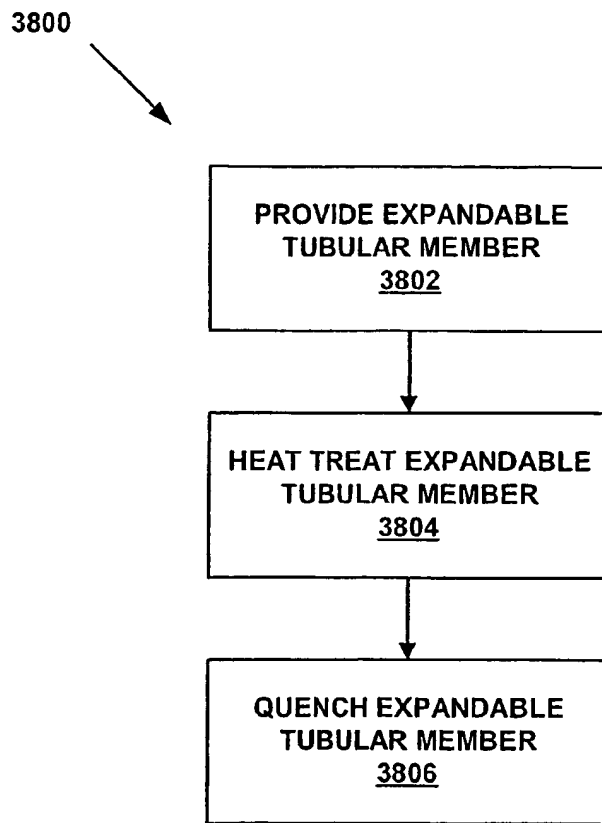 3800
PROVIDE EXPANDABLE
TUBULAR MEMBER
3802
HEAT TREAT EXPANDABLE
TUBULAR MEMBER
3804
QUENCH EXPANDABLE
TUBULAR MEMBER
3806